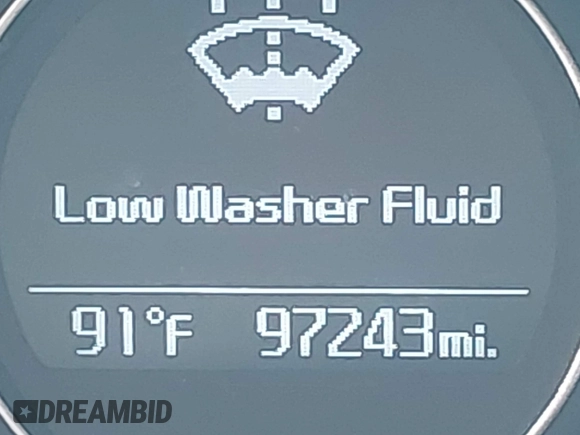 Low Washer Fluid
91°F 97243mi.
DREAMBID